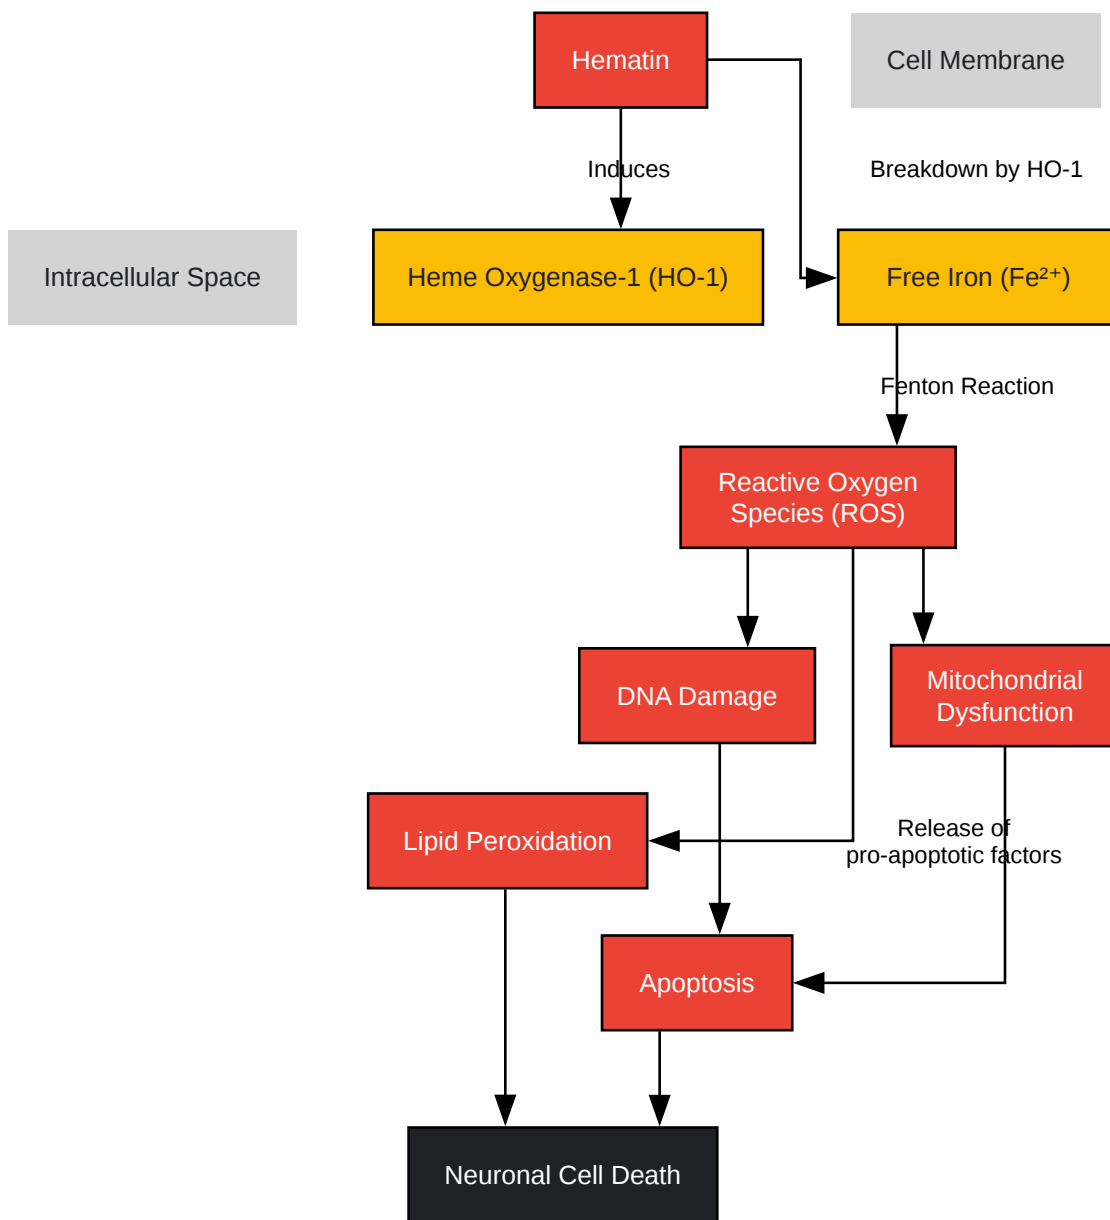 Hematin
Cell Membrane
Induces
Breakdown by HO-1
Intracellular Space
Heme Oxygenase-1 (HO-1)
Free Iron (Fe²⁺)
Fenton Reaction
Reactive Oxygen
Species (ROS)
DNA Damage
Mitochondrial
Dysfunction
Lipid Peroxidation
Release of
pro-apoptotic factors
Apoptosis
Neuronal Cell Death